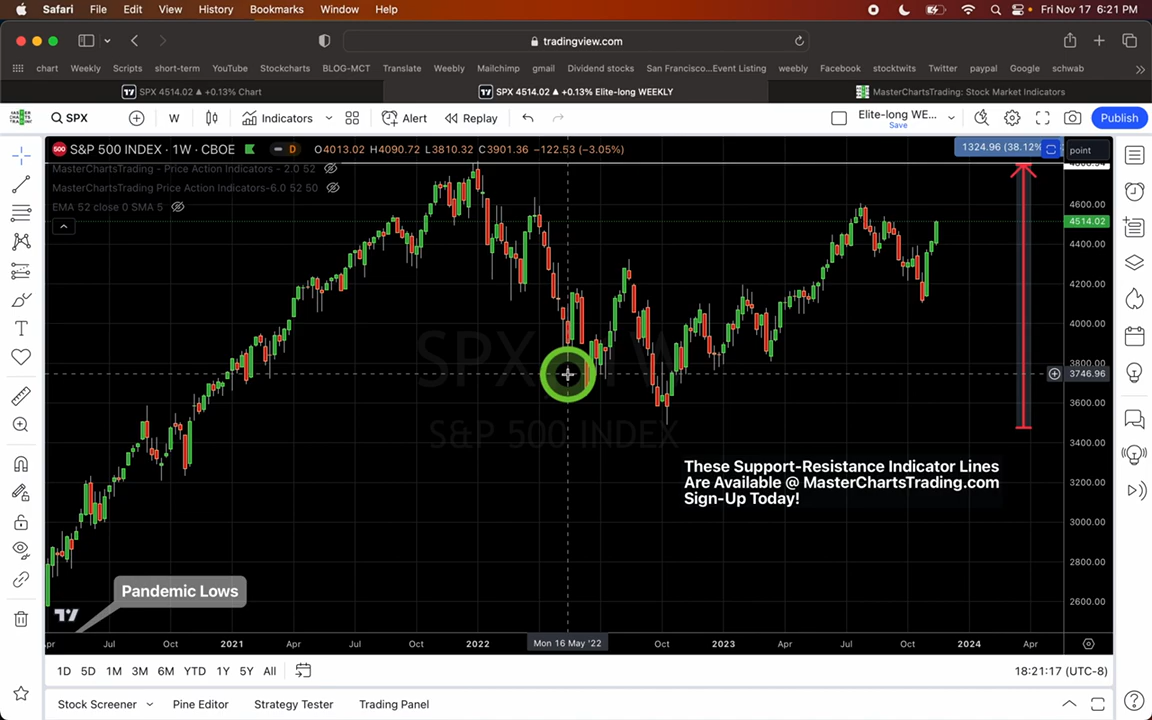 Safari File Edit View History Bookmarks Window Help Fri Nov 17 6:21 PM
tradingview.com
chart Weekly Scripts short-term YouTube Stockcharts BLOG-MCT Translate Weebly Mailchimp gmail Dividend stocks San Francisco...Event Listing weebly Facebook stocktwits Twitter paypal Google schwab
SPX 4514.02 ▲ +0.13% Chart
SPX 4514.02 ▲ +0.13% Elite-long WEEKLY
MasterChartsTrading: Stock Market Indicators
SPX W Indicators Alert Replay Elite-long WE... Save Publish
500 S&P 500 INDEX · 1W · CBOE D O4013.02 H4090.72 L3810.32 C3901.36 −122.53 (−3.05%)
1324.96 (38.12%) point
MasterChartsTrading - Price Action Indicators - 2.0 52
MasterChartsTrading Price Action Indicators-6.0 52 50
EMA 52 close 0 SMA 5
4600.00
4514.02
4400.00
4200.00
4000.00
3800.00
3746.96
3600.00
3400.00
3200.00
3000.00
2800.00
2600.00
S&P 500 INDEX
These Support-Resistance Indicator Lines
Are Available @ MasterChartsTrading.com
Sign-Up Today!
Pandemic Lows
Jul Oct 2021 Apr Jul Oct 2022 Mon 16 May '22 Oct 2023 Apr Jul Oct 2024 Apr
1D 5D 1M 3M 6M YTD 1Y 5Y All 18:21:17 (UTC-8)
Stock Screener Pine Editor Strategy Tester Trading Panel